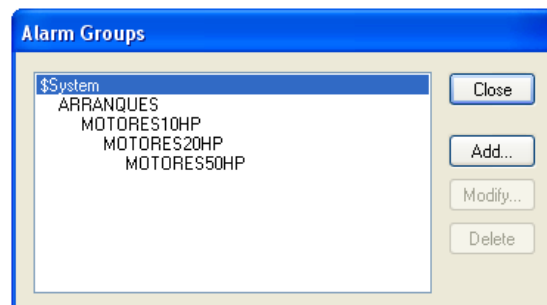 Alarm Groups
$System
ARRANQUES
MOTORES10HP
MOTORES20HP
MOTORES50HP
Close
Add...
Modify...
Delete